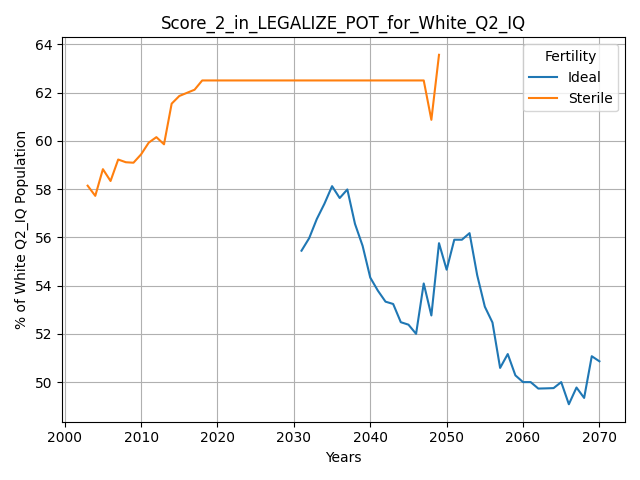 Score_2_in_LEGALIZE_POT_for_White_Q2_IQ
Fertility
Ideal
Sterile
% of White Q2_IQ Population
64
62
60
58
56
54
52
50
2000 2010 2020 2030 2040 2050 2060 2070
Years